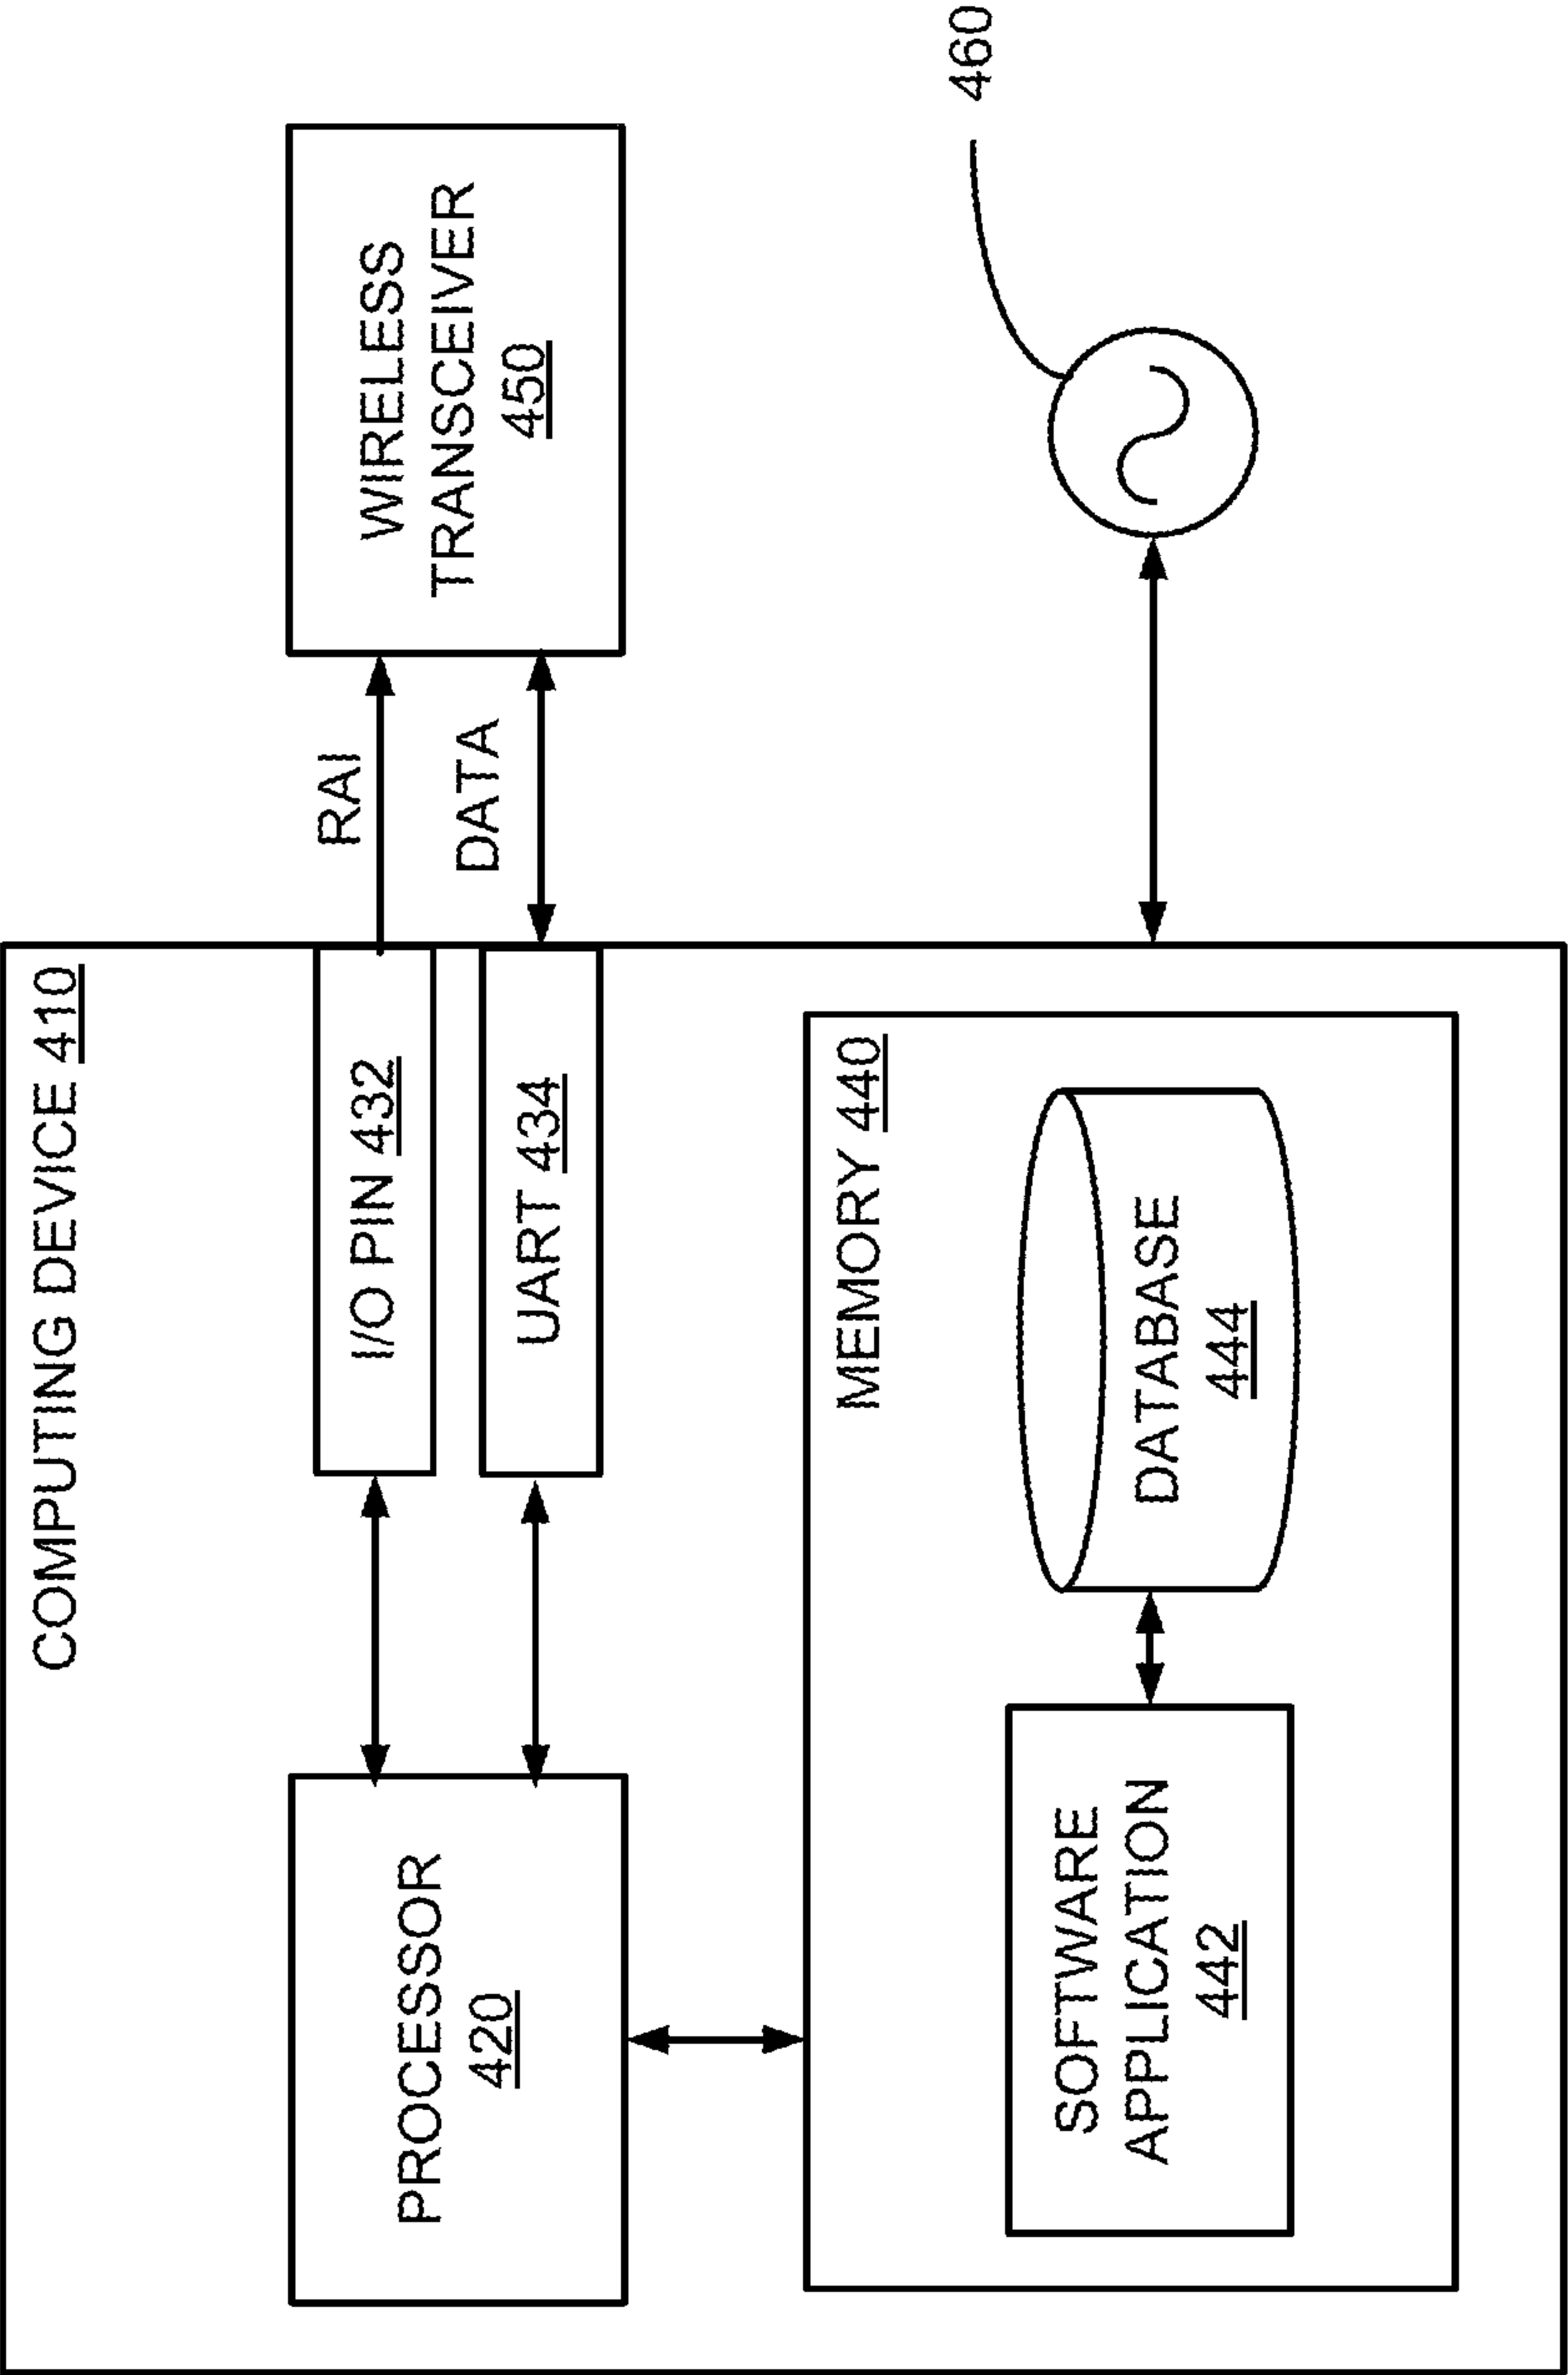 COMPUTING DEVICE 410
PROCESSOR
420
I/O PIN 432
UART 434
RAI
DATA
WIRELESS
TRANSCEIVER
450
MEMORY 440
SOFTWARE
APPLICATION
442
DATABASE
444
460